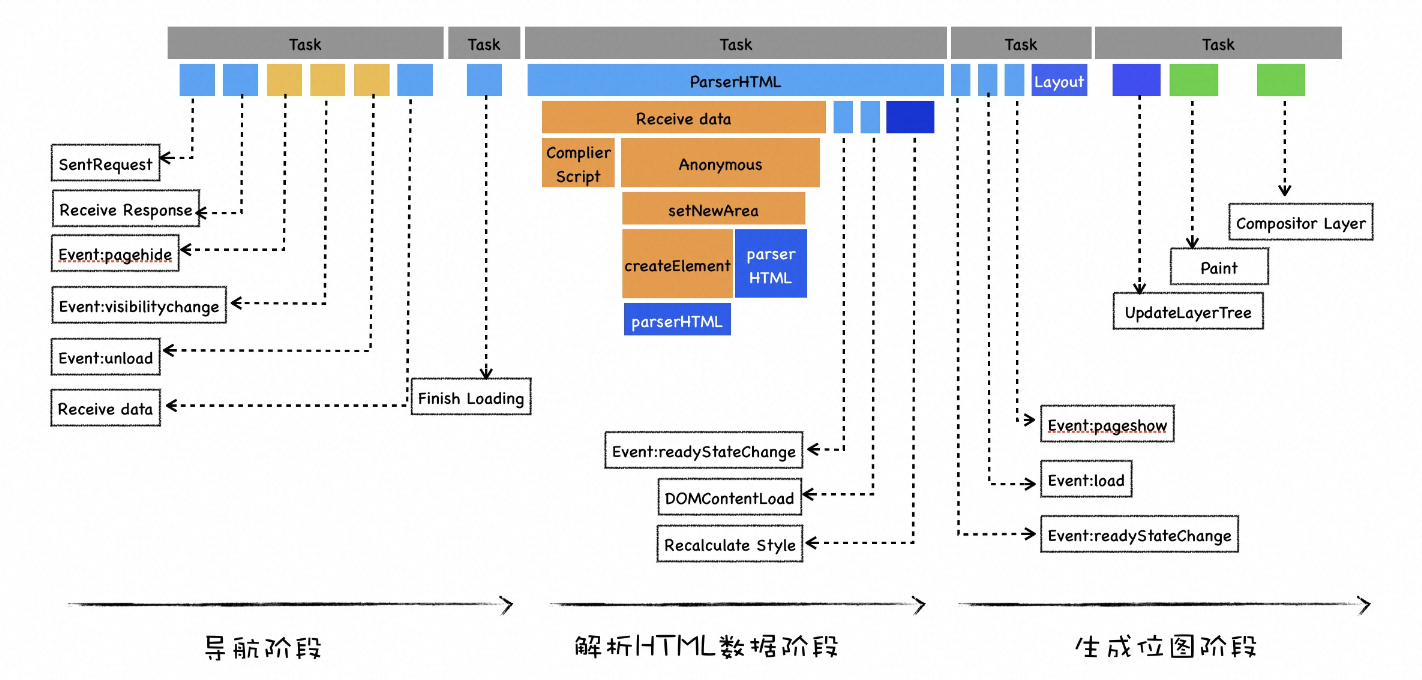 Task
Task
Task
Task
Task
ParserHTML
Layout
Receive data
Complier
Script
Anonymous
setNewArea
createElement
parser
HTML
parserHTML
SentRequest
Receive Response
Event:pagehide
Event:visibilitychange
Event:unload
Receive data
Finish Loading
Event:readyStateChange
DOMContentLoad
Recalculate Style
Compositor Layer
Paint
UpdateLayerTree
Event:pageshow
Event:load
Event:readyStateChange
导航阶段
解析HTML数据阶段
生成位图阶段